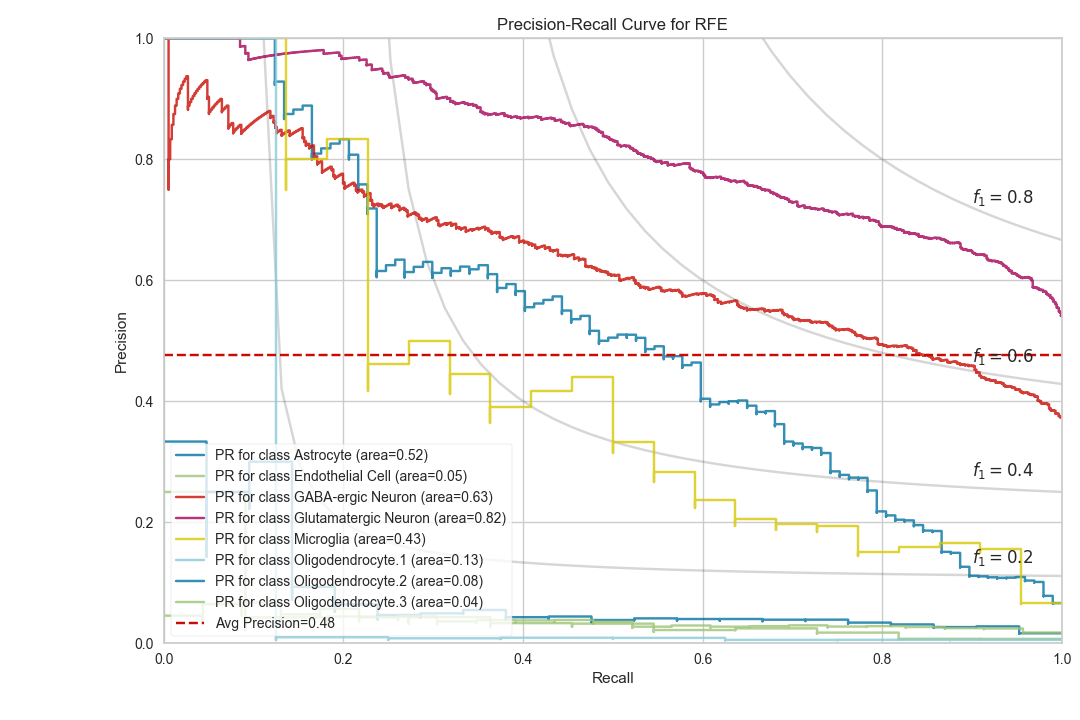 Precision-Recall Curve for RFE
1.0
0.8
0.6
0.4
0.2
0.0
Precision
f1 = 0.8
f1 = 0.6
f1 = 0.4
f1 = 0.2
PR for class Astrocyte (area=0.52)
PR for class Endothelial Cell (area=0.05)
PR for class GABA-ergic Neuron (area=0.63)
PR for class Glutamatergic Neuron (area=0.82)
PR for class Microglia (area=0.43)
PR for class Oligodendrocyte.1 (area=0.13)
PR for class Oligodendrocyte.2 (area=0.08)
PR for class Oligodendrocyte.3 (area=0.04)
Avg Precision=0.48
0.0 0.2 0.4 0.6 0.8 1.0
Recall